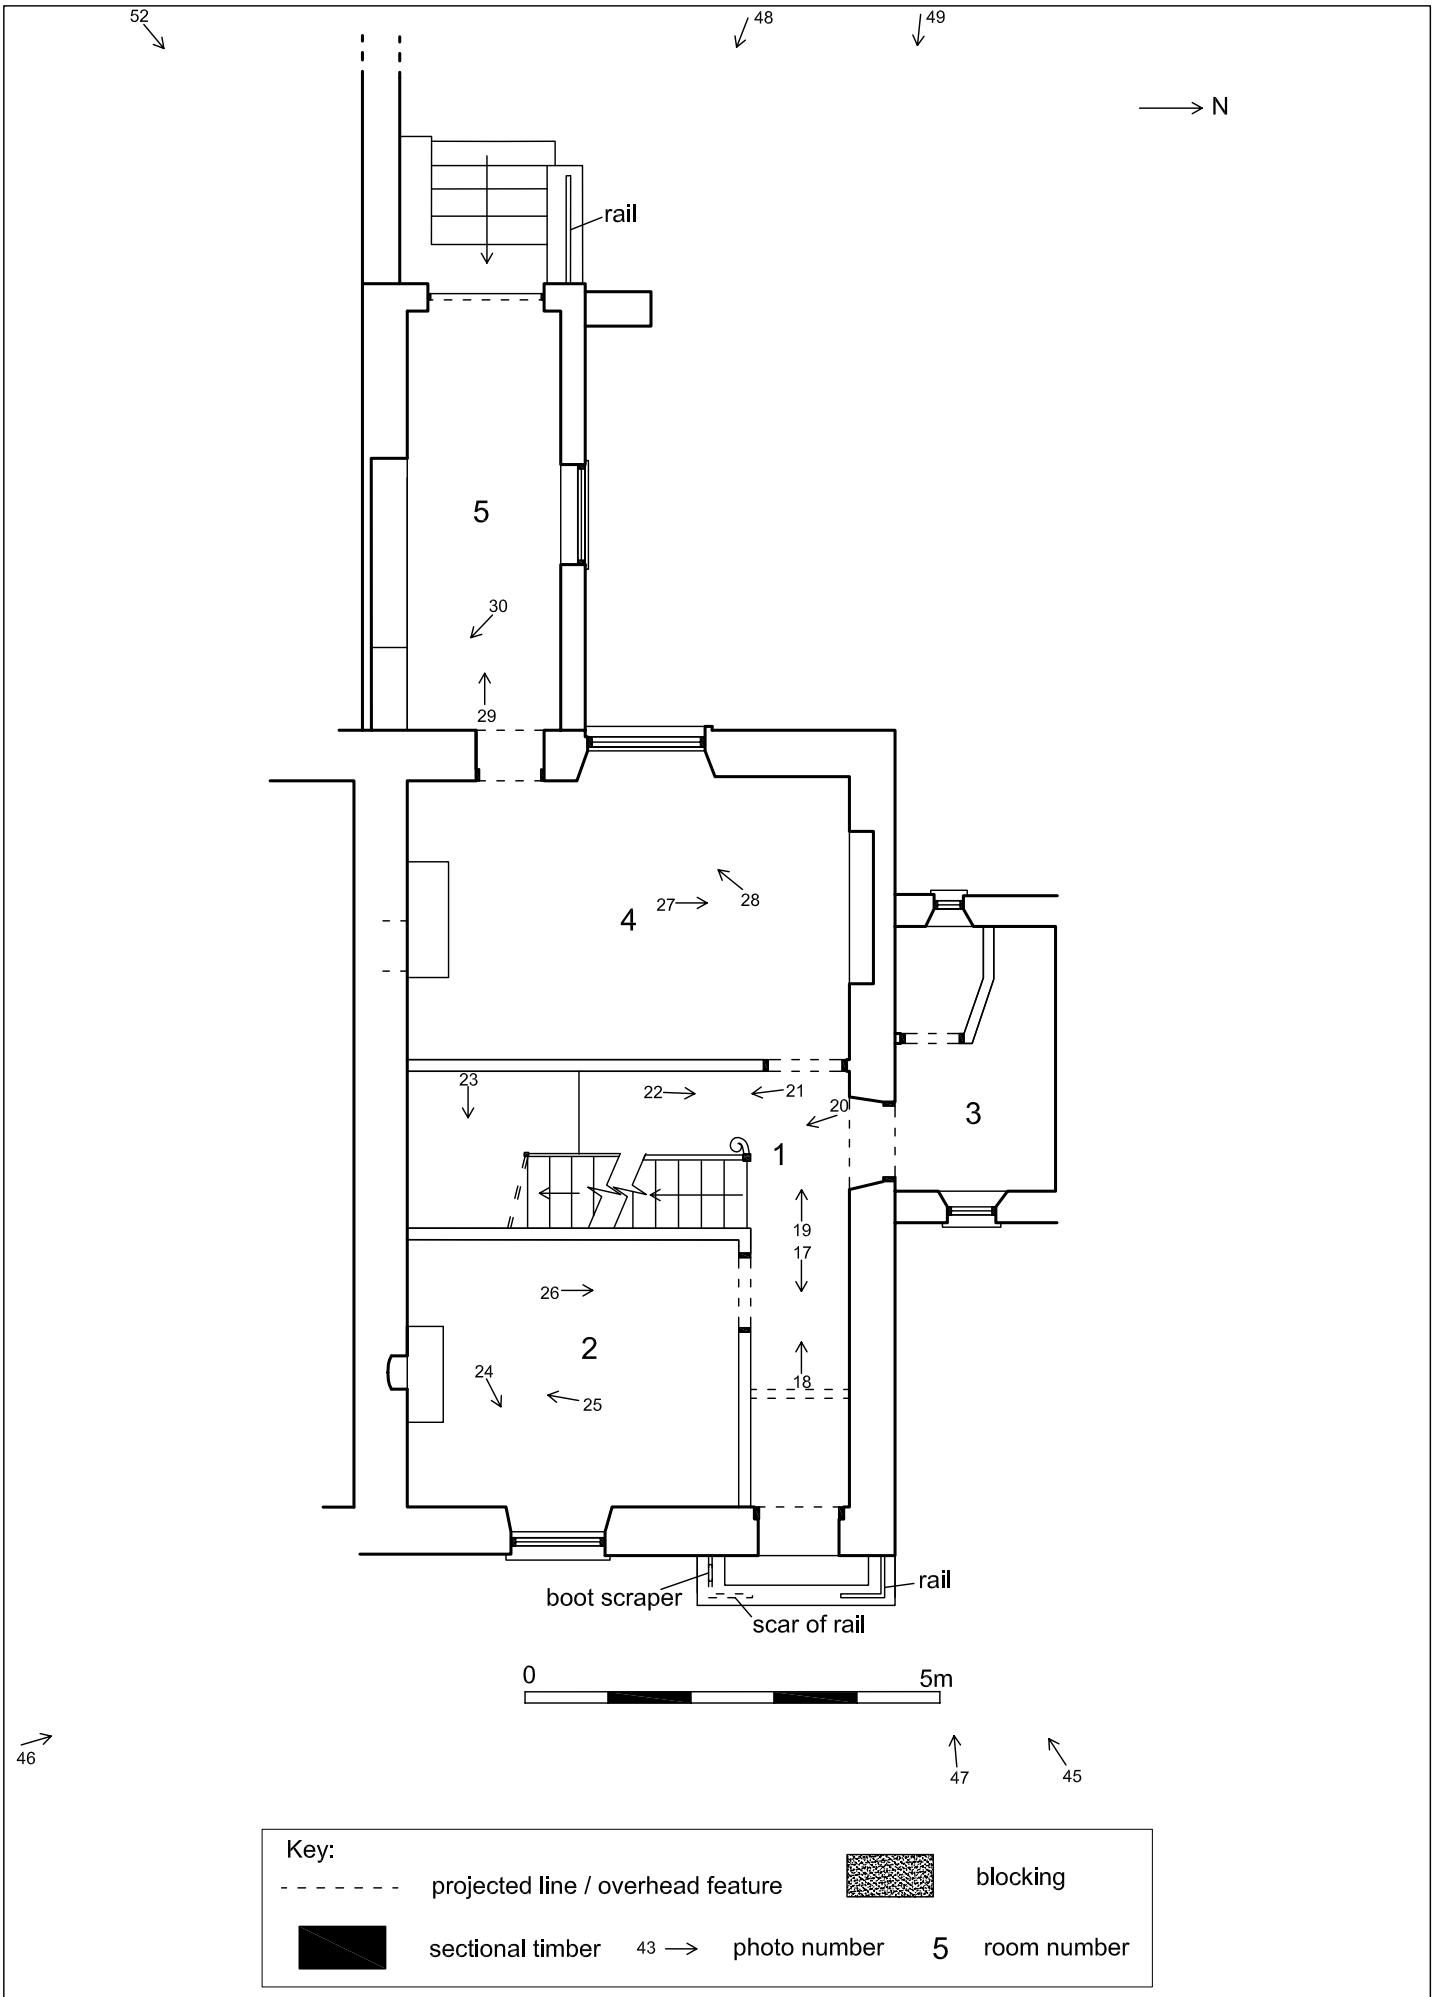 52
48
49
N
rail
5
30
29
27
28
4
23
22
21
20
3
1
19
17
26
2
24
18
25
boot scraper
rail
scar of rail
0
5m
46
47
45
Key:
projected line / overhead feature
blocking
sectional timber
43
photo number
5
room number